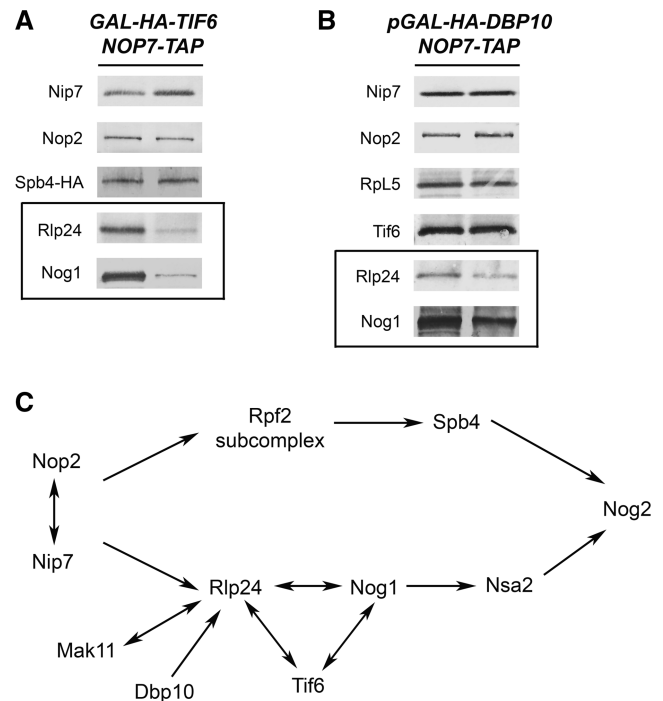 A
GAL-HA-TIF6
NOP7-TAP
Nip7
Nop2
Spb4-HA
Rlp24
Nog1
B
pGAL-HA-DBP10
NOP7-TAP
Nip7
Nop2
RpL5
Tif6
Rlp24
Nog1
C
Rpf2
subcomplex
Spb4
Nop2
Nog2
Nip7
Rlp24
Nog1
Nsa2
Mak11
Dbp10
Tif6